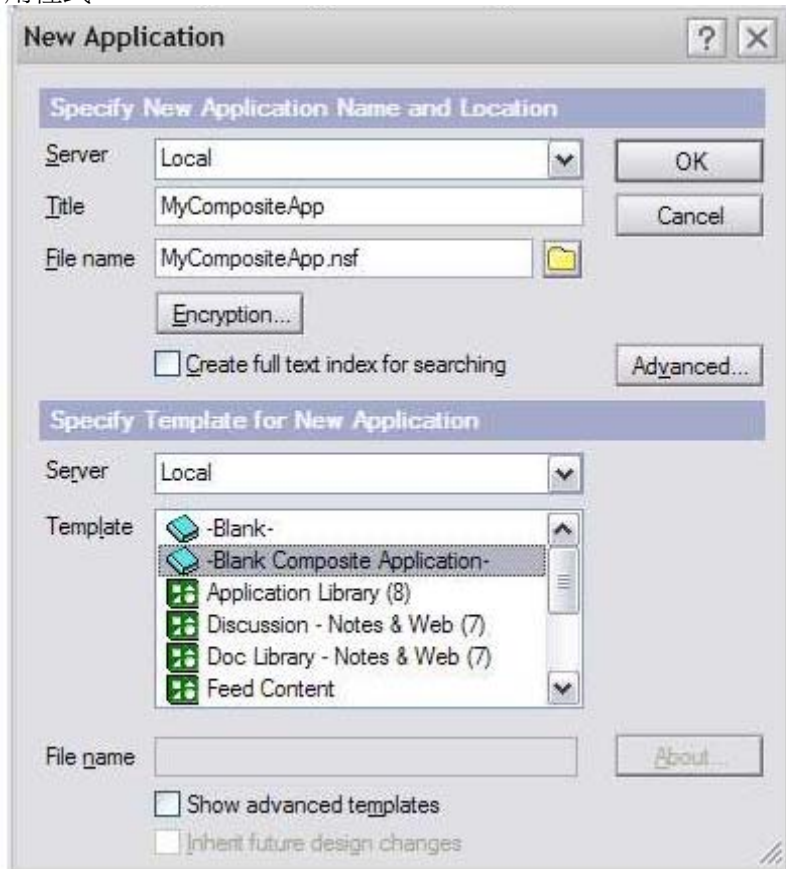 用程式
New Application
Specify New Application Name and Location
Server Local
OK
Title MyCompositeApp
Cancel
File name MyCompositeApp.nsf
Encryption...
Create full text index for searching
Advanced...
Specify Template for New Application
Server Local
Template -Blank-
-Blank Composite Application-
Application Library (8)
Discussion - Notes & Web (7)
Doc Library - Notes & Web (7)
Feed Content
File name
About...
Show advanced templates
Inherit future design changes